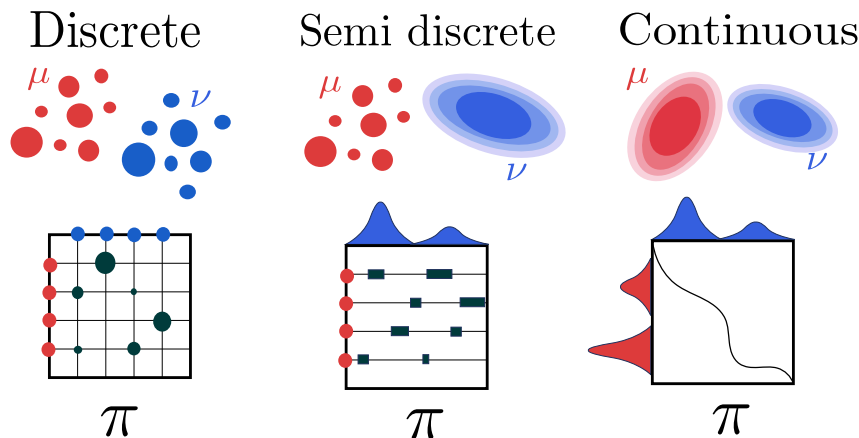 Discrete Semi discrete Continuous
μ ν μ ν μ ν
π π π